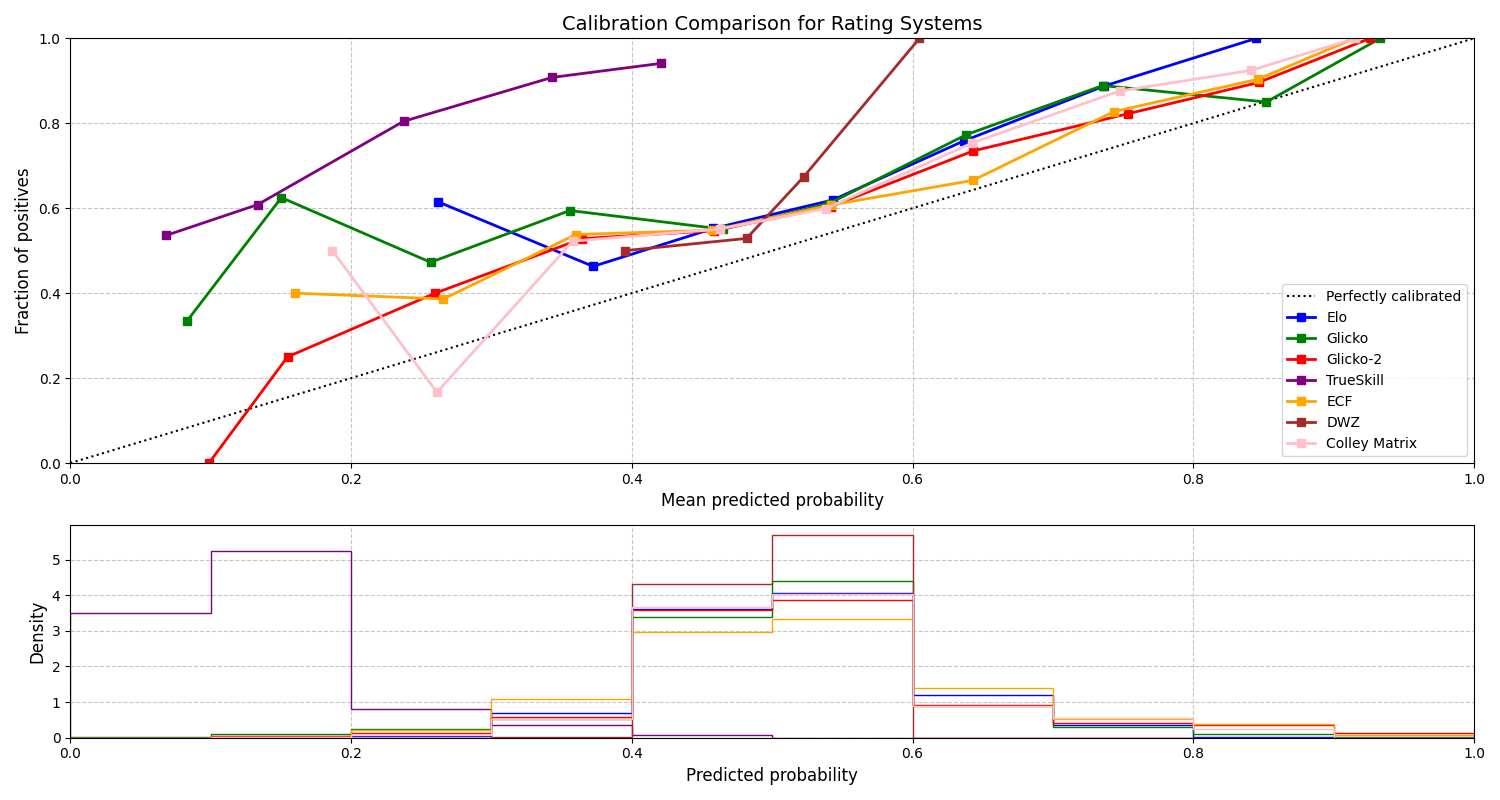 Calibration Comparison for Rating Systems
1.0
0.8
0.6
0.4
0.2
0.0
Fraction of positives
0.0 0.2 0.4 0.6 0.8 1.0
Mean predicted probability
Perfectly calibrated
Elo
Glicko
Glicko-2
TrueSkill
ECF
DWZ
Colley Matrix
5
4
3
2
1
0
Density
0.0 0.2 0.4 0.6 0.8 1.0
Predicted probability